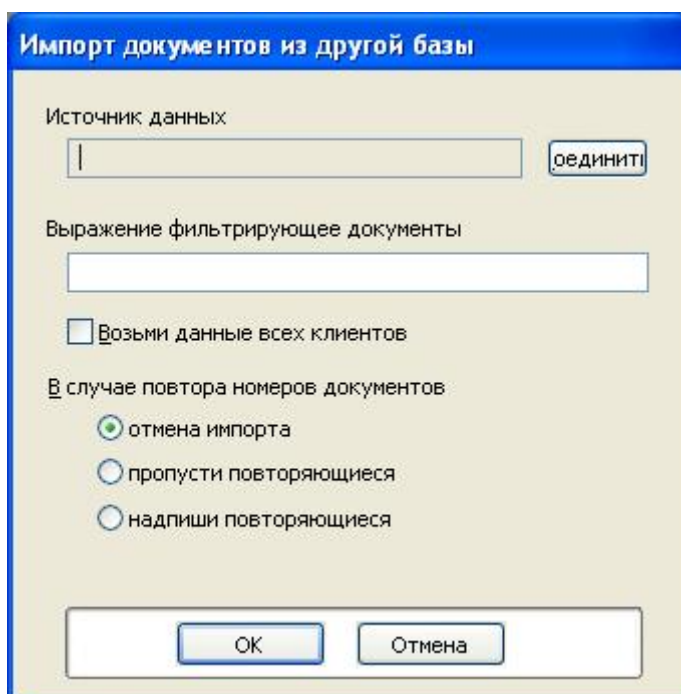 Импорт документов из другой базы
Источник данных
оединить
Выражение фильтрирующее документы
Возьми данные всех клиентов
В случае повтора номеров документов
отмена импорта
пропусти повторяющиеся
надпиши повторяющиеся
OK
Отмена